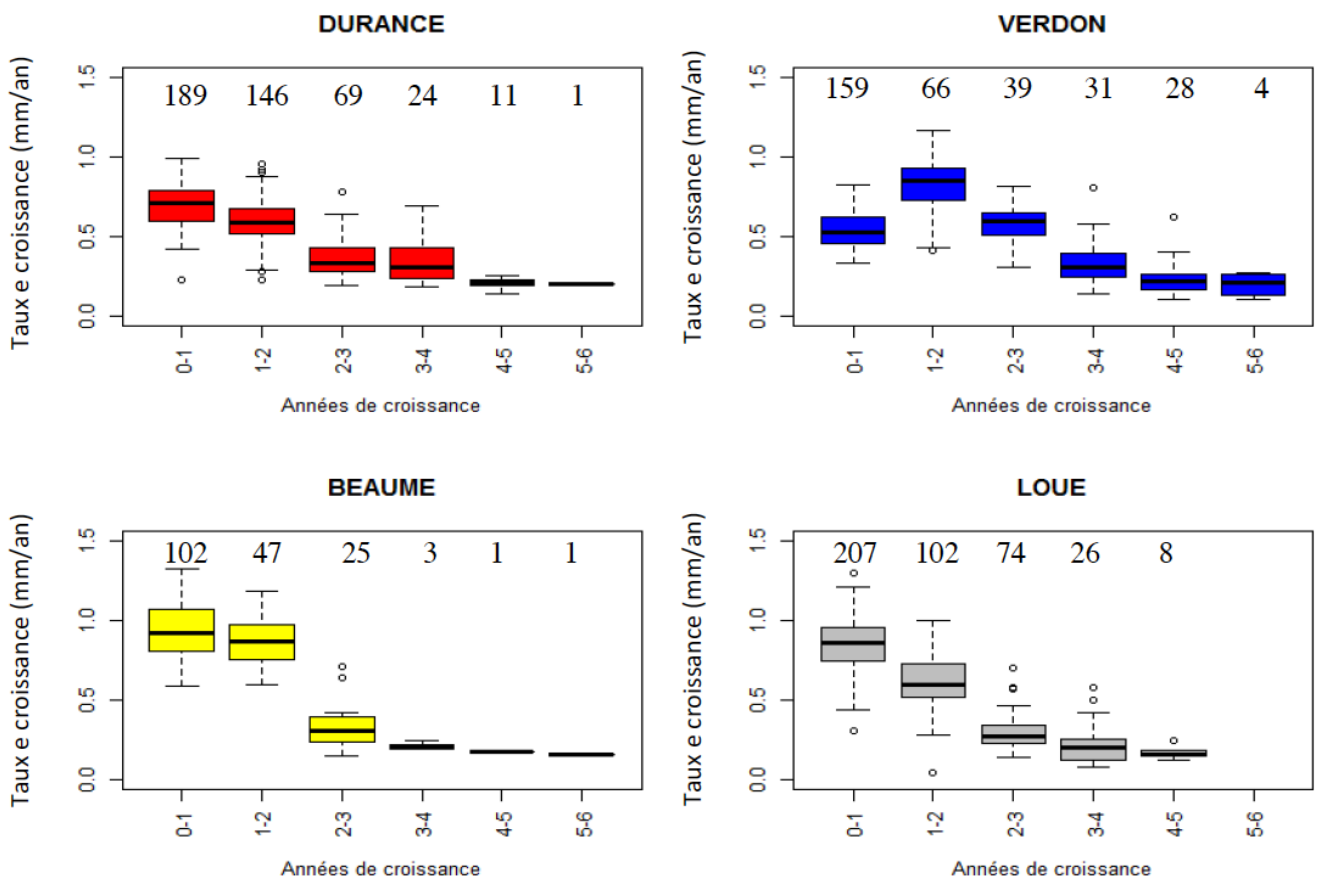 DURANCE
Taux e croissance (mm/an)
1.5
1.0
0.5
0.0
189 146 69 24 11 1
0-1 1-2 2-3 3-4 4-5 5-6
Années de croissance
VERDON
Taux e croissance (mm/an)
1.5
1.0
0.5
0.0
159 66 39 31 28 4
0-1 1-2 2-3 3-4 4-5 5-6
Années de croissance
BEAUME
Taux e croissance (mm/an)
1.5
1.0
0.5
0.0
102 47 25 3 1 1
0-1 1-2 2-3 3-4 4-5 5-6
Années de croissance
LOUE
Taux e croissance (mm/an)
1.5
1.0
0.5
0.0
207 102 74 26 8
0-1 1-2 2-3 3-4 4-5 5-6
Années de croissance